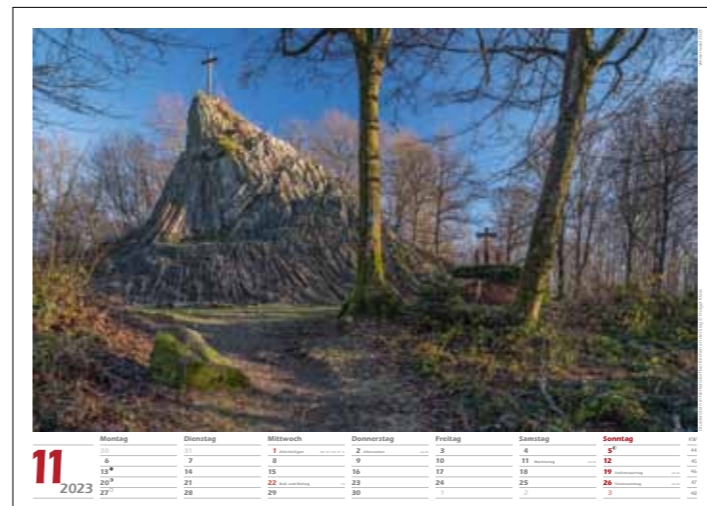 Montag Dienstag Mittwoch Donnerstag Freitag Samstag Sonntag KW
30 31 1 Allerheiligen 2 Allerseelen 3 4 5 44
6 7 8 9 10 11 Martinstag 12 45
13 14 15 16 17 18 19 Volkstrauertag 46
20 21 22 Buß- und Bettag 23 24 25 26 Totensonntag 47
27 28 29 30 1 2 3 48
11
2023